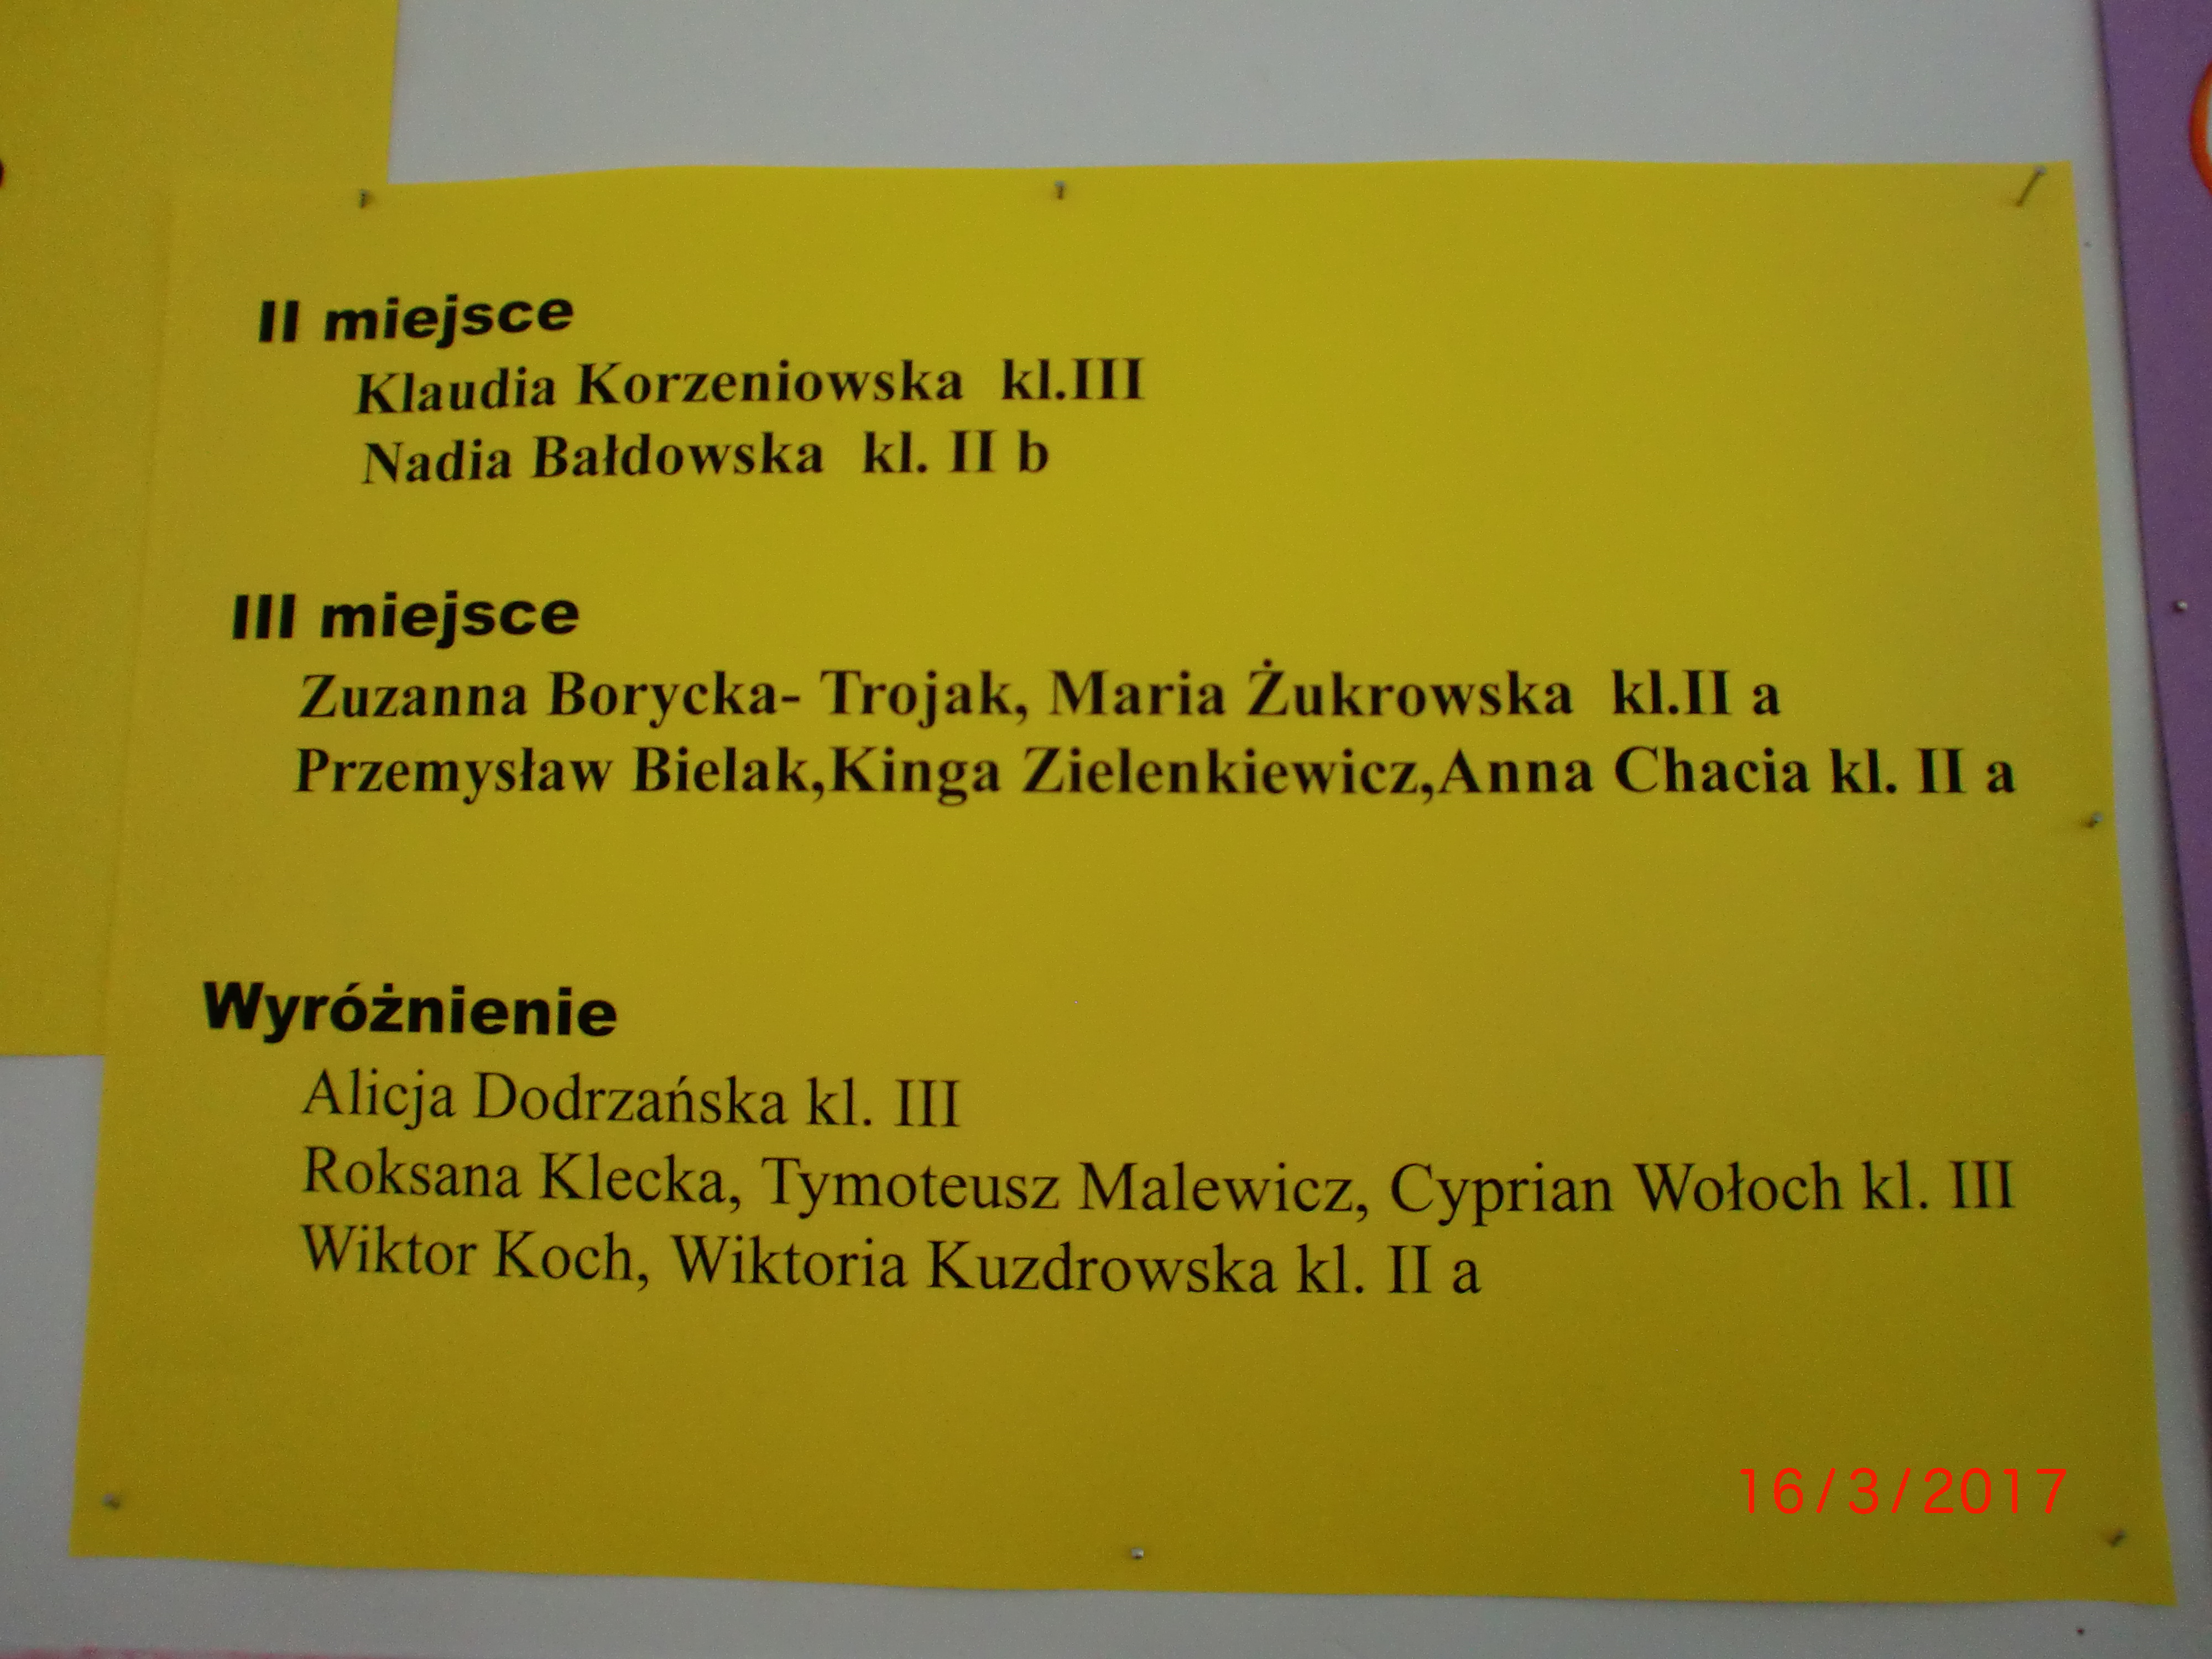 II miejsce
Klaudia Korzeniowska kl.III
Nadia Bałdowska kl. II b
III miejsce
Zuzanna Borycka- Trojak, Maria Żukrowska kl.II a
Przemysław Bielak,Kinga Zielenkiewicz,Anna Chacia kl. II a
Wyróżnienie
Alicja Dodrzańska kl. III
Roksana Klecka, Tymoteusz Malewicz, Cyprian Wołoch kl. III
Wiktor Koch, Wiktoria Kuzdrowska kl. II a
16/3/2017